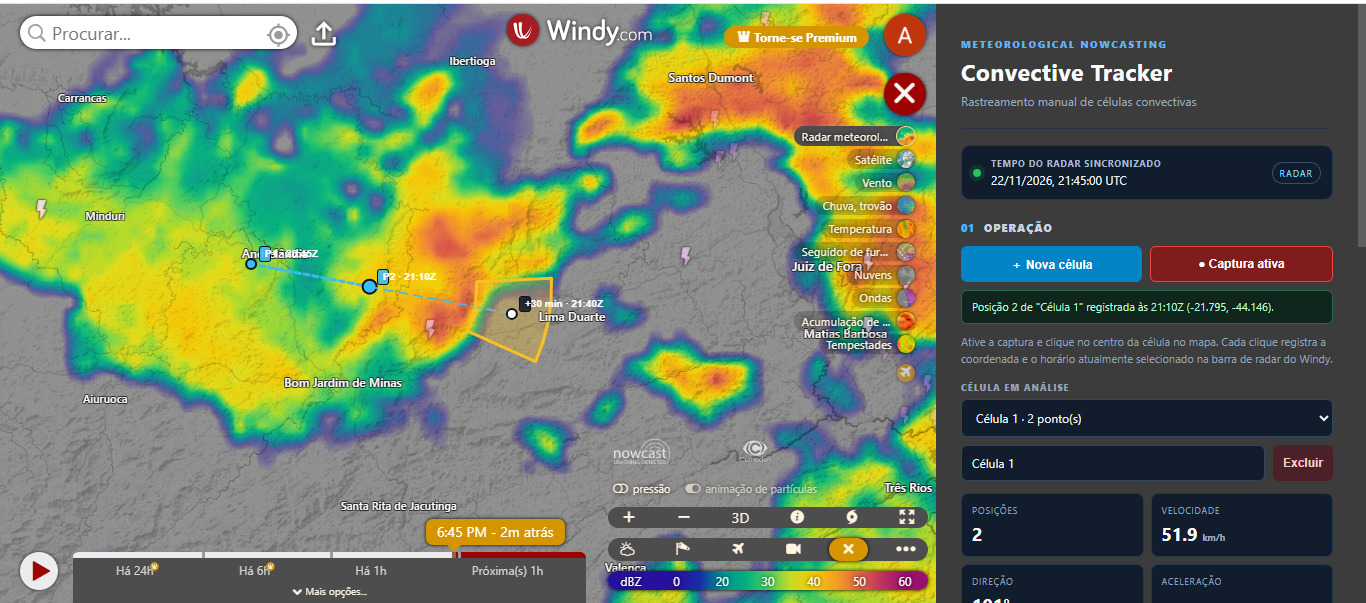 Procurar...
Windy.com
Torne-se Premium
A
Ibertioga
Carrancas
Santos Dumont
Radar meteorol...
Satélite
Vento
Chuva, trovão
Temperatura
Seguidor de fur...
Juiz de Fora
Nuvens
Ondas
Acumulação de ...
Matias Barbosa
Tempestades
Minduri
P2 - 21:10Z
+30 min · 21:40Z
Lima Duarte
Bom Jardim de Minas
Aiuruoca
nowcast
pressão
animação de partículas
Três Rios
Santa Rita de Jacutinga
6:45 PM - 2m atrás
3D
Há 24h
Há 6h
Há 1h
Próxima(s) 1h
Mais opções...
Valença
dBZ 0 20 30 40 50 60
METEOROLOGICAL NOWCASTING
Convective Tracker
Rastreamento manual de células convectivas
TEMPO DO RADAR SINCRONIZADO
22/11/2026, 21:45:00 UTC
RADAR
01 OPERAÇÃO
+ Nova célula
● Captura ativa
Posição 2 de "Célula 1" registrada às 21:10Z (-21.795, -44.146).
Ative a captura e clique no centro da célula no mapa. Cada clique registra a
coordenada e o horário atualmente selecionado na barra de radar do Windy.
CÉLULA EM ANÁLISE
Célula 1 · 2 ponto(s)
Célula 1
Excluir
POSIÇÕES
2
VELOCIDADE
51.9 km/h
DIREÇÃO
ACELERAÇÃO